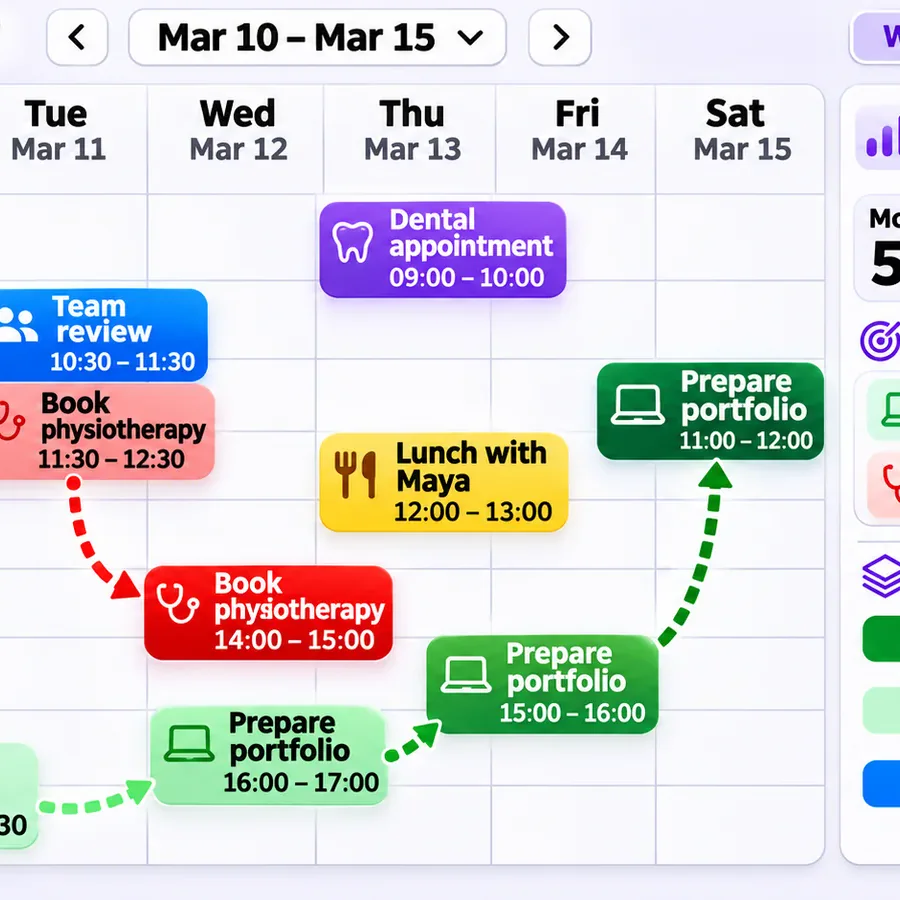 Mar 10 – Mar 15
Tue
Mar 11
Wed
Mar 12
Thu
Mar 13
Fri
Mar 14
Sat
Mar 15
Dental
appointment
09:00 – 10:00
Team
review
10:30 – 11:30
Book
physiotherapy
11:30 – 12:30
Prepare
portfolio
11:00 – 12:00
Lunch with
Maya
12:00 – 13:00
Book
physiotherapy
14:00 – 15:00
Prepare
portfolio
15:00 – 16:00
Prepare
portfolio
16:00 – 17:00
30
W
Mo
5